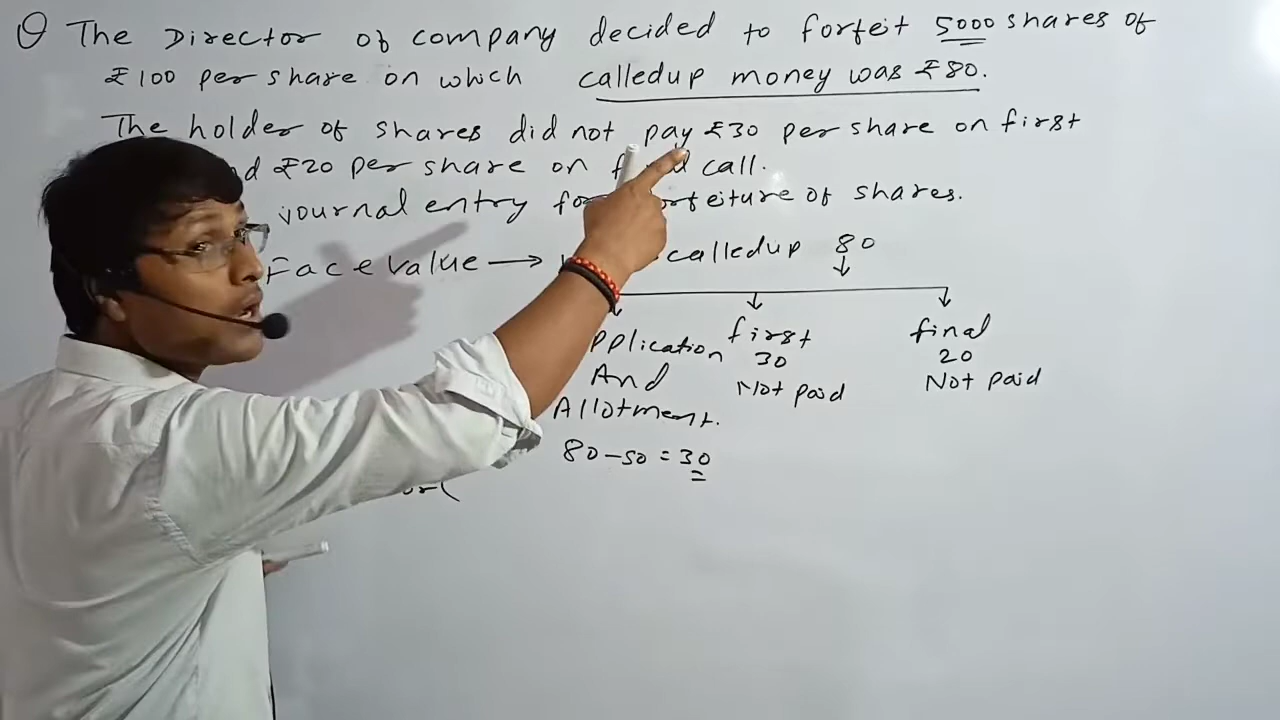 Q The Director of company decided to forfeit 5000 shares of
₹100 per share on which calledup money was ₹80.
The holder of shares did not pay ₹30 per share on first
₹20 per share on call.
journal entry of shares.
Face value → calledup 80
first final
30 20
And Not paid Not paid
Allotment.
80-50 = 30